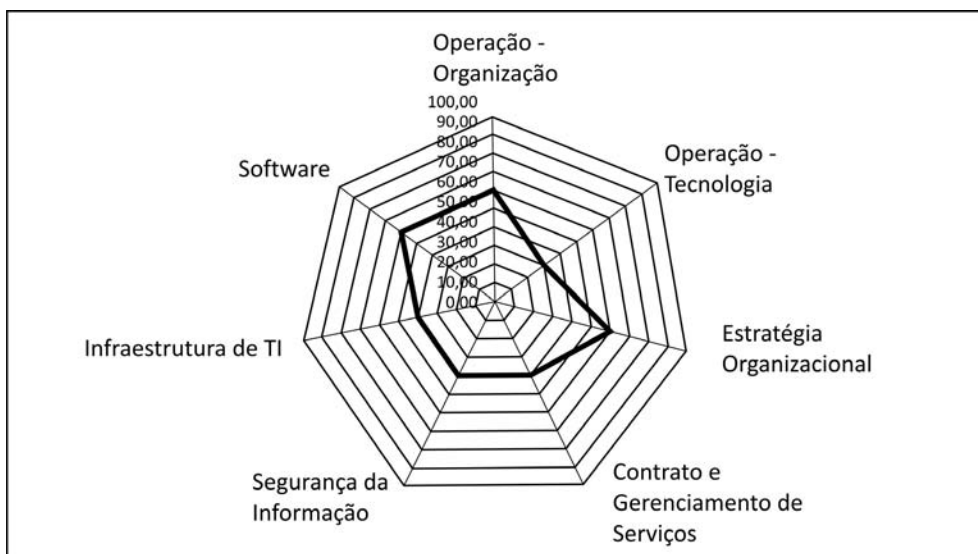 Operação -
Organização
100,00
90,00
80,00
70,00
60,00
50,00
40,00
30,00
20,00
10,00
0,00
Operação -
Tecnologia
Estratégia
Organizacional
Contrato e
Gerenciamento de
Serviços
Segurança da
Informação
Infraestrutura de TI
Software